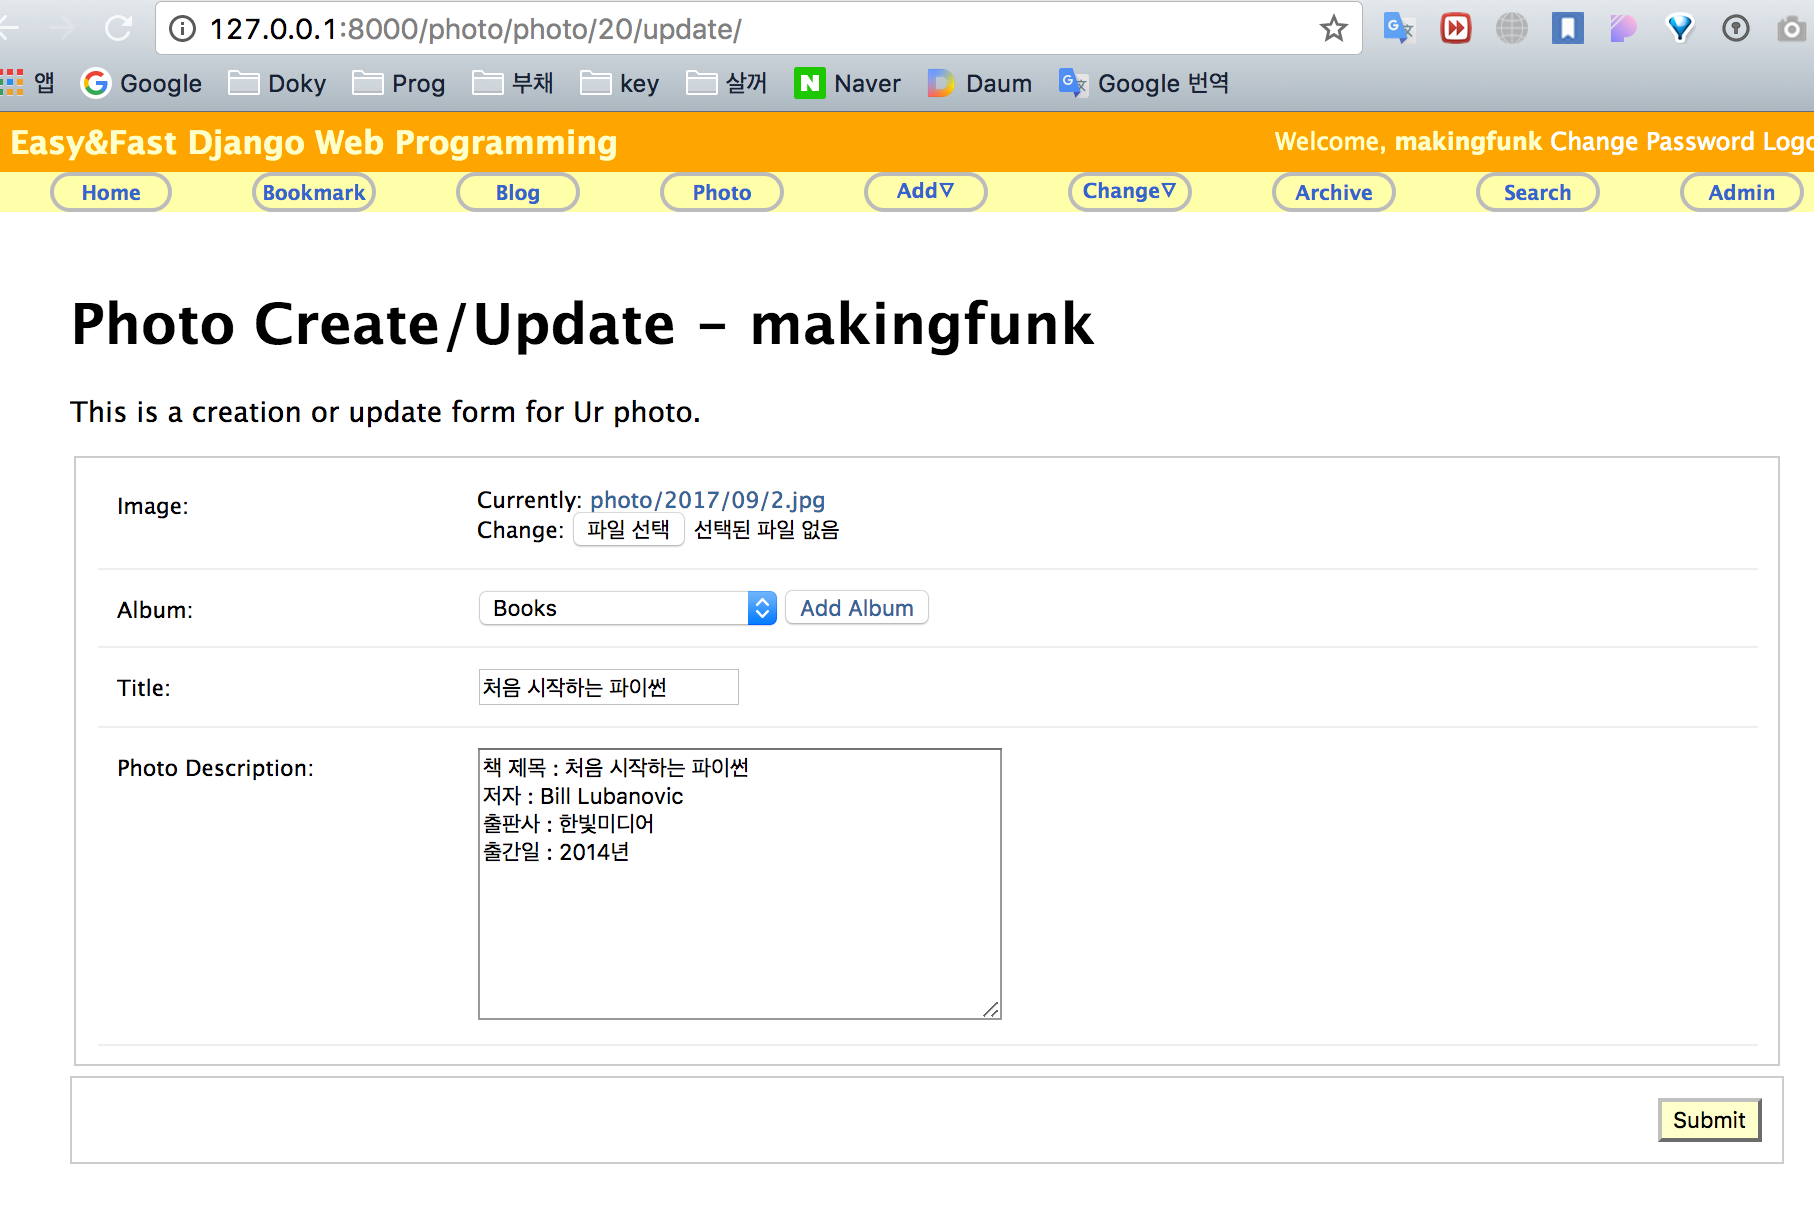 127.0.0.1:8000/photo/photo/20/update/
앱 Google Doky Prog 부채 key 살꺼 Naver Daum Google 번역
Easy&Fast Django Web Programming Welcome, makingfunk Change Password Logo
Home Bookmark Blog Photo Add▽ Change▽ Archive Search Admin
Photo Create/Update - makingfunk
This is a creation or update form for Ur photo.
Image: Currently: photo/2017/09/2.jpg
Change: 파일 선택 선택된 파일 없음
Album: Books Add Album
Title: 처음 시작하는 파이썬
Photo Description: 책 제목 : 처음 시작하는 파이썬
저자 : Bill Lubanovic
출판사 : 한빛미디어
출간일 : 2014년
Submit